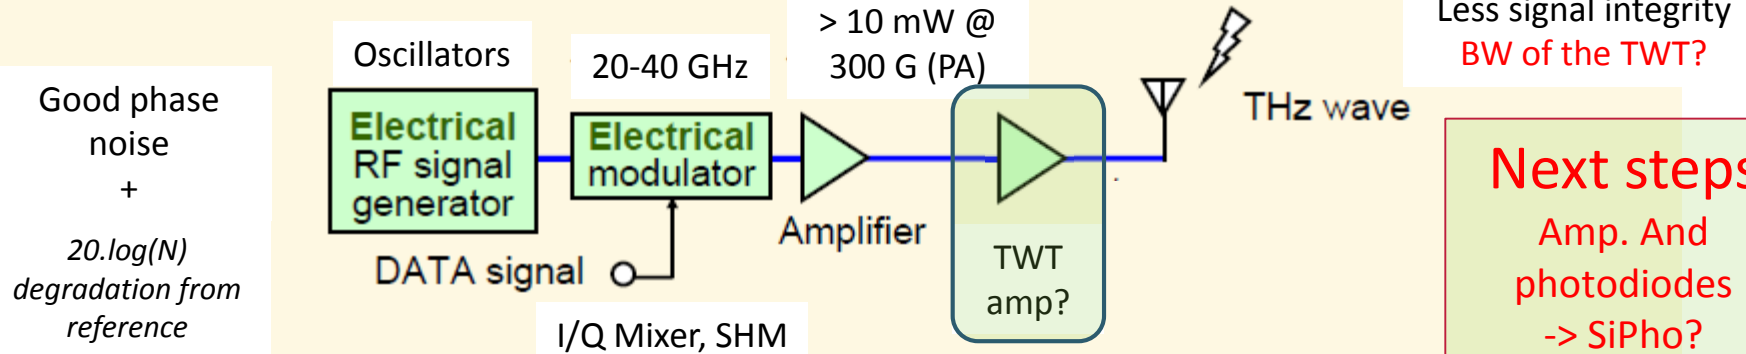 Good phase
noise
+
20.log(N)
degradation from
reference
Oscillators
Electrical
RF signal
generator
20-40 GHz
Electrical
modulator
DATA signal
I/Q Mixer, SHM
> 10 mW @
300 G (PA)
Amplifier
TWT
amp?
THz wave
Less signal integrity
BW of the TWT?
Next steps
Amp. And
photodiodes
-> SiPho?